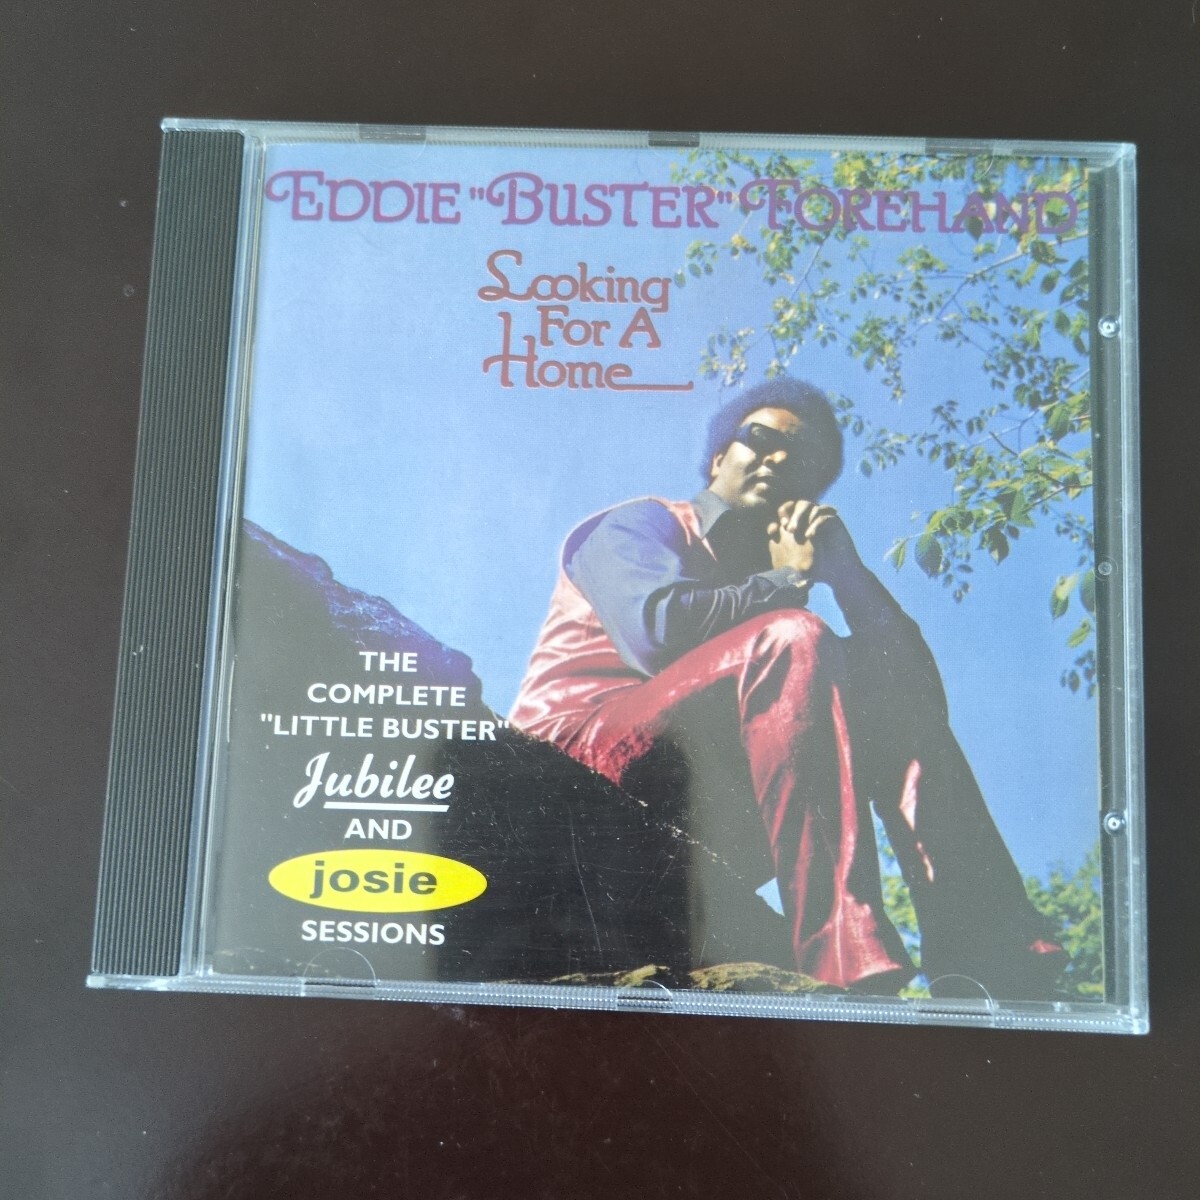 EDDIE "BUSTER" FOREHAND
Looking
For A
Home
THE
COMPLETE
"LITTLE BUSTER"
Jubilee
AND
josie
SESSIONS